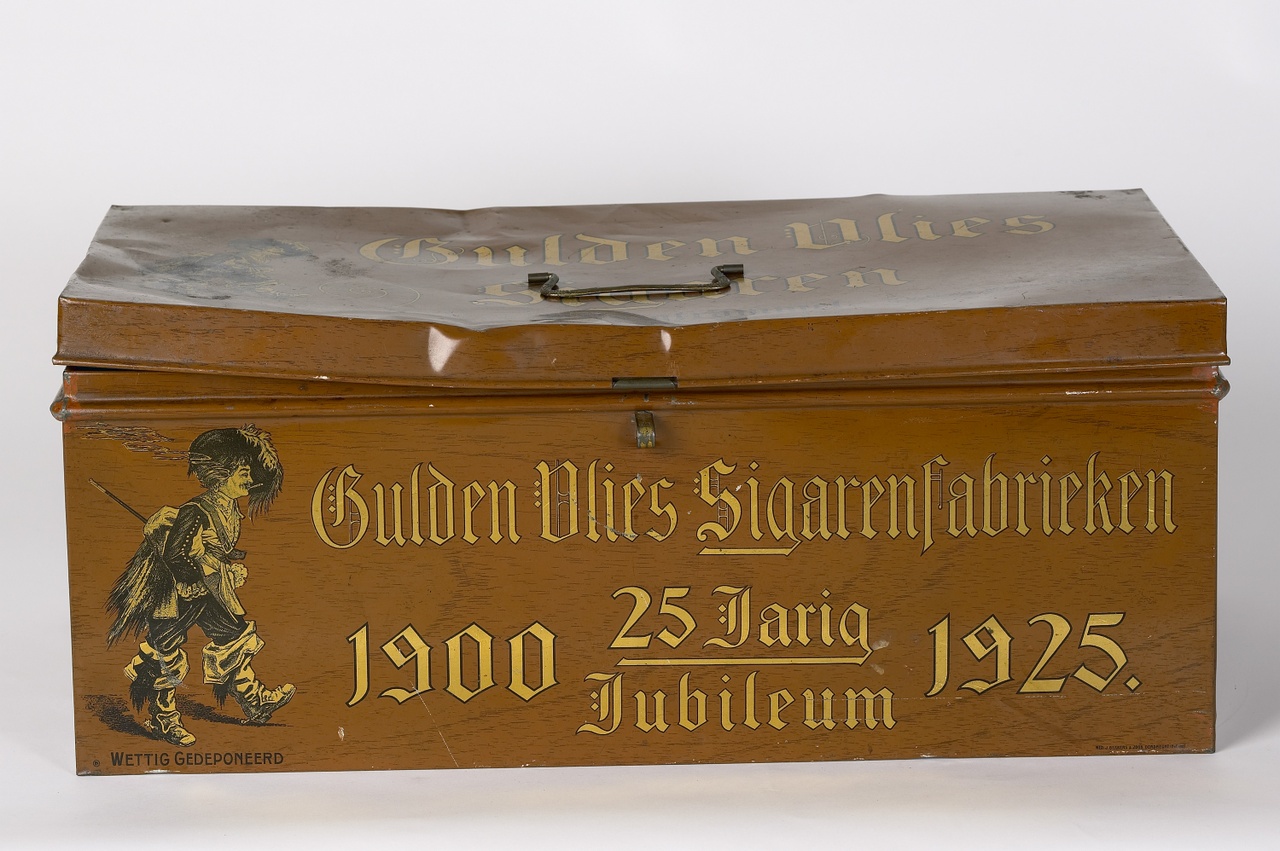 Gulden Vlies
Sigaren
Gulden Vlies Sigarenfabrieken
1900 25 Jarig 1925.
Jubileum
WETTIG GEDEPONEERD